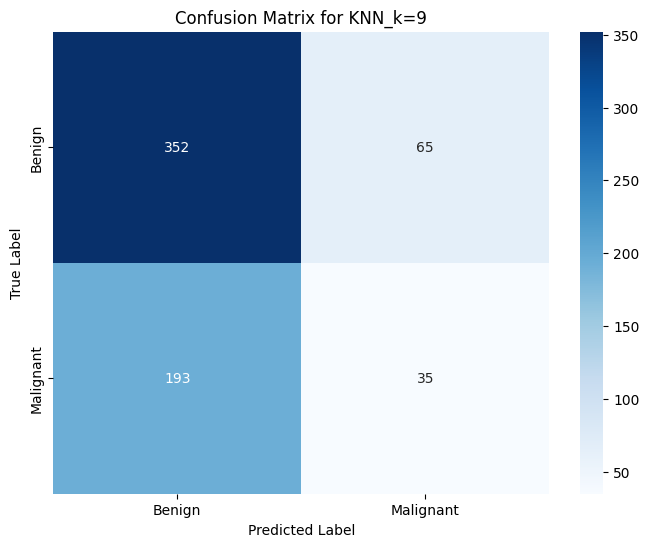 Confusion Matrix for KNN_k=9
True Label
Benign
Malignant
352
65
193
35
Benign
Malignant
Predicted Label
350
300
250
200
150
100
50